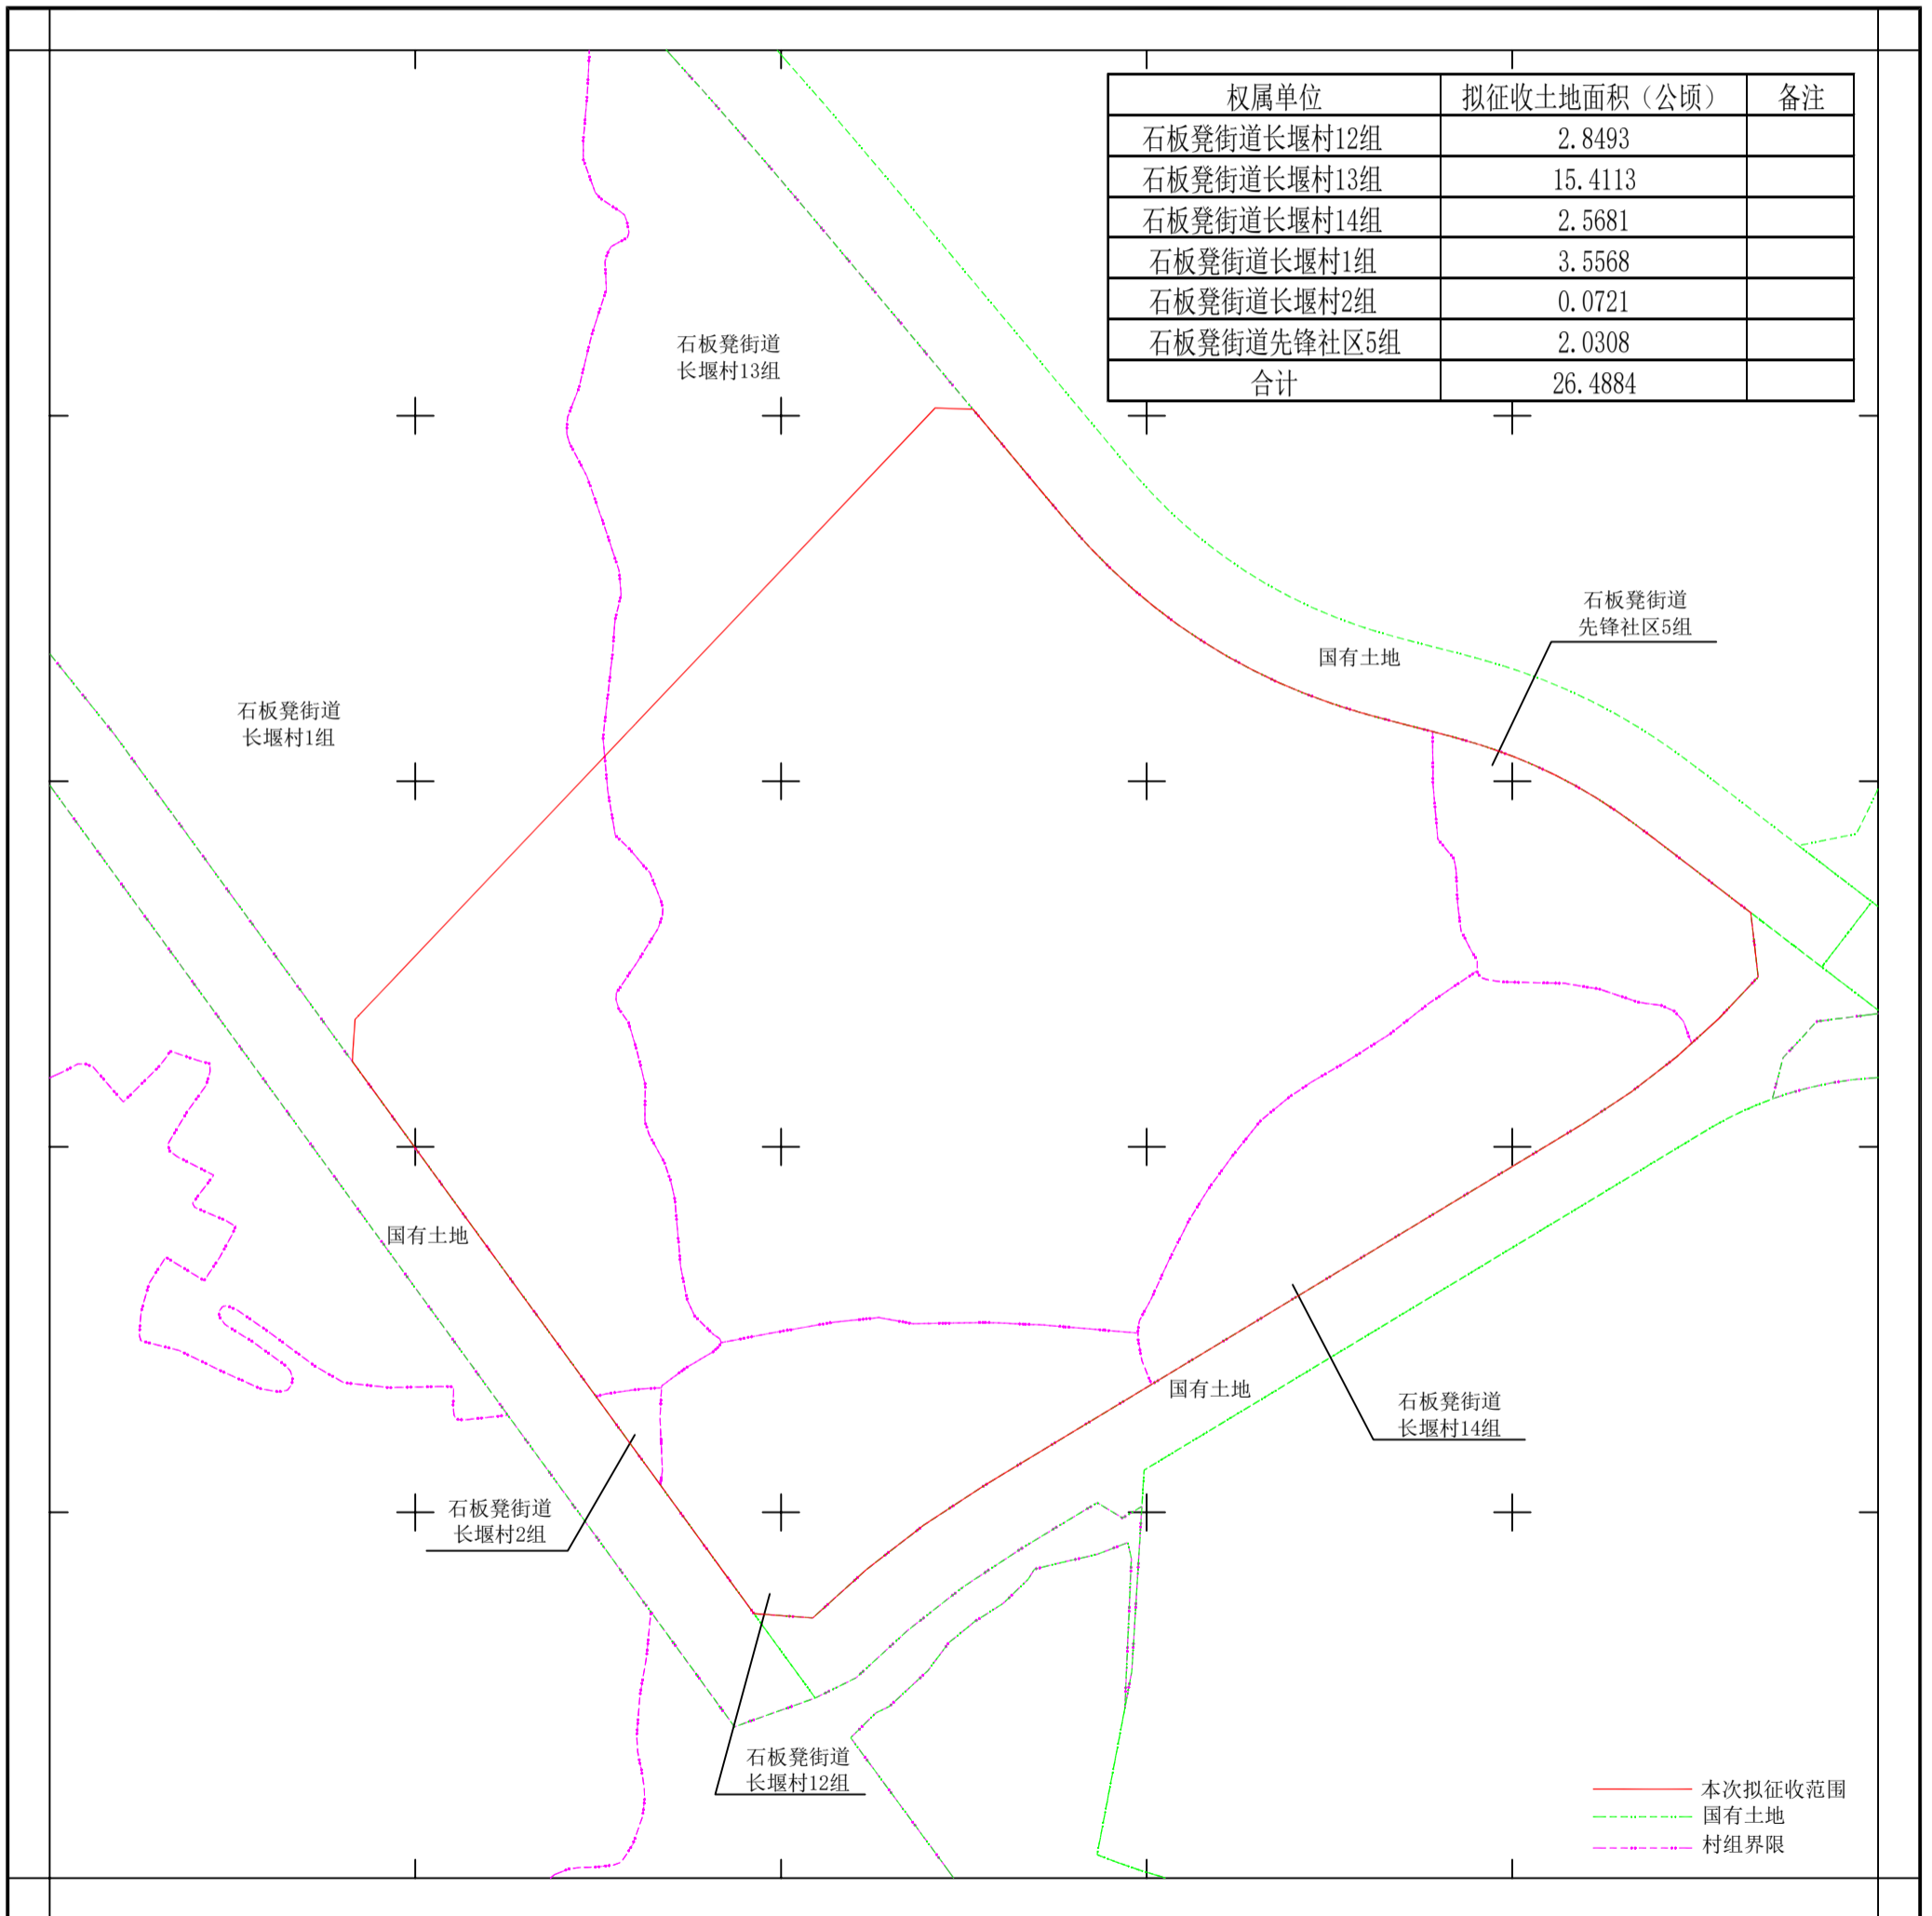 权属单位 拟征收土地面积（公顷） 备注
石板凳街道长堰村12组 2.8493
石板凳街道长堰村13组 15.4113
石板凳街道长堰村14组 2.5681
石板凳街道长堰村1组 3.5568
石板凳街道长堰村2组 0.0721
石板凳街道先锋社区5组 2.0308
合计 26.4884
石板凳街道
长堰村13组
石板凳街道
先锋社区5组
国有土地
石板凳街道
长堰村1组
国有土地
国有土地
石板凳街道
长堰村14组
石板凳街道
长堰村2组
石板凳街道
长堰村12组
本次拟征收范围
国有土地
村组界限